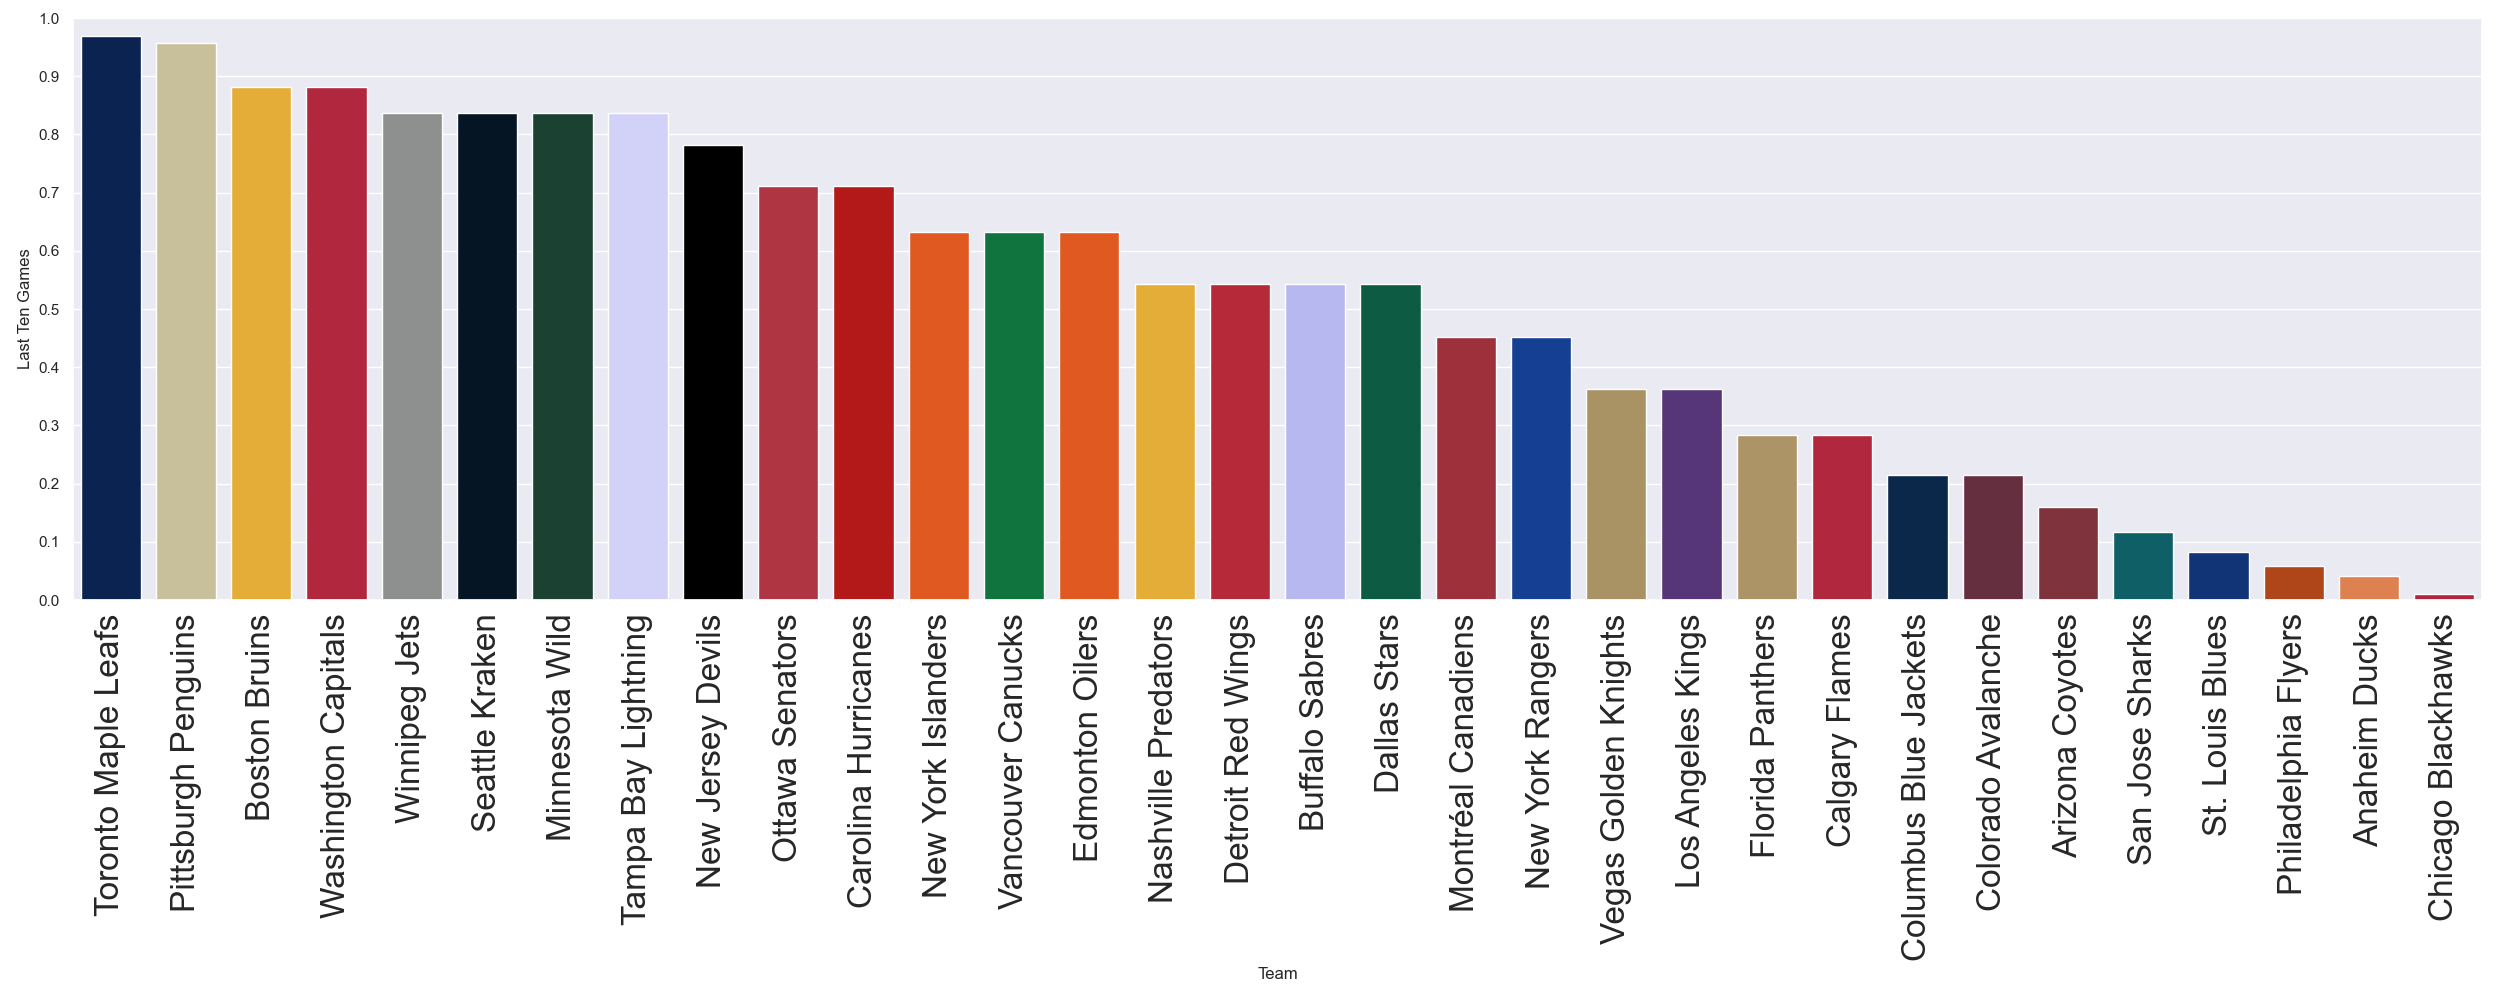 1.0
0.9
0.8
0.7
0.6
0.5
0.4
0.3
0.2
0.1
0.0
Last Ten Games
Toronto Maple Leafs
Pittsburgh Penguins
Boston Bruins
Washington Capitals
Winnipeg Jets
Seattle Kraken
Minnesota Wild
Tampa Bay Lightning
New Jersey Devils
Ottawa Senators
Carolina Hurricanes
New York Islanders
Vancouver Canucks
Edmonton Oilers
Nashville Predators
Detroit Red Wings
Buffalo Sabres
Dallas Stars
Montréal Canadiens
New York Rangers
Vegas Golden Knights
Los Angeles Kings
Florida Panthers
Calgary Flames
Columbus Blue Jackets
Colorado Avalanche
Arizona Coyotes
San Jose Sharks
St. Louis Blues
Philadelphia Flyers
Anaheim Ducks
Chicago Blackhawks
Team